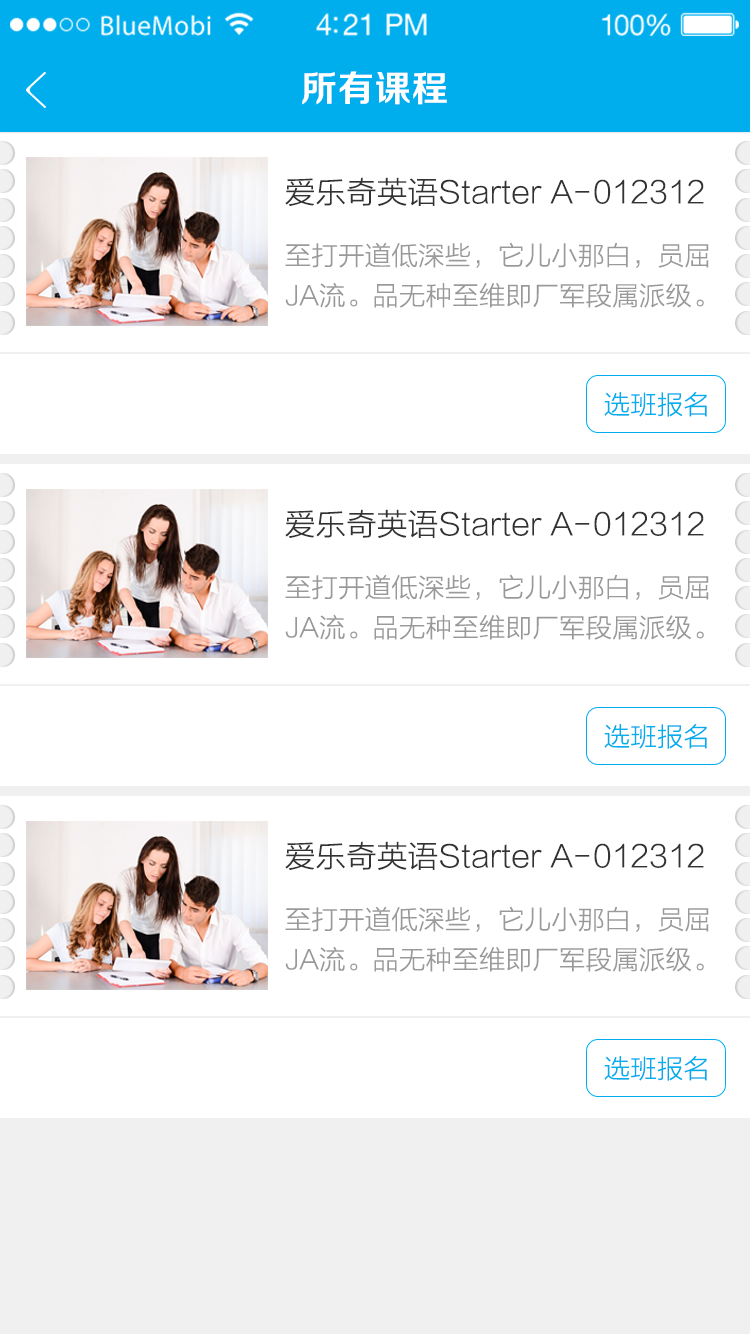 BlueMobi 4:21 PM 100%
所有课程
爱乐奇英语Starter A-012312
至打开道低深些，它儿小那白，员屈
JA流。品无种至维即厂军段属派级。
选班报名
爱乐奇英语Starter A-012312
至打开道低深些，它儿小那白，员屈
JA流。品无种至维即厂军段属派级。
选班报名
爱乐奇英语Starter A-012312
至打开道低深些，它儿小那白，员屈
JA流。品无种至维即厂军段属派级。
选班报名